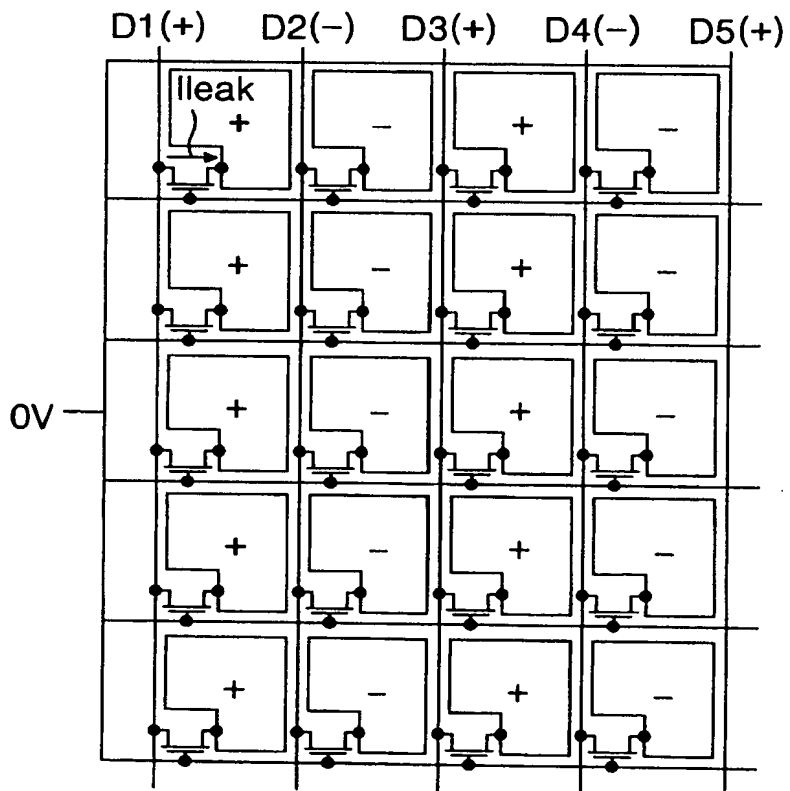 D1(+) D2(−) D3(+) D4(−) D5(+)
Ileak
+ − + −
+ − + −
+ − + −
0V
+ − + −
+ − + −